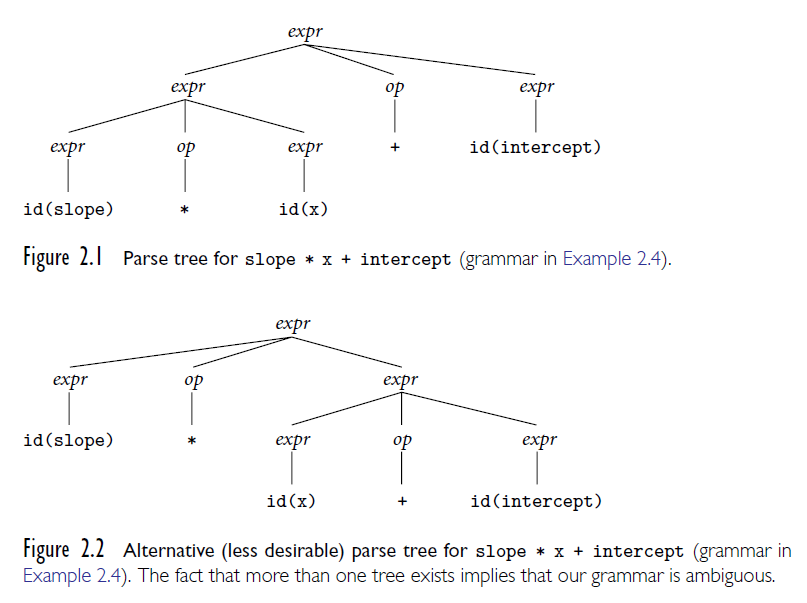 expr
expr op expr
expr op expr + id(intercept)
id(slope) * id(x)
Figure 2.1 Parse tree for slope * x + intercept (grammar in Example 2.4).
expr
expr op expr
id(slope) * expr op expr
id(x) + id(intercept)
Figure 2.2 Alternative (less desirable) parse tree for slope * x + intercept (grammar in
Example 2.4). The fact that more than one tree exists implies that our grammar is ambiguous.